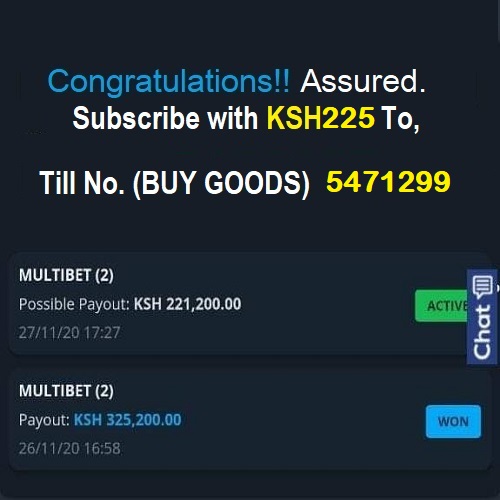 Congratulations!! Assured.
Subscribe with KSH225 To,
Till No. (BUY GOODS) 5471299
MULTIBET (2)
Possible Payout: KSH 221,200.00
ACTIVE
27/11/20 17:27
Chat
MULTIBET (2)
Payout: KSH 325,200.00
WON
26/11/20 16:58